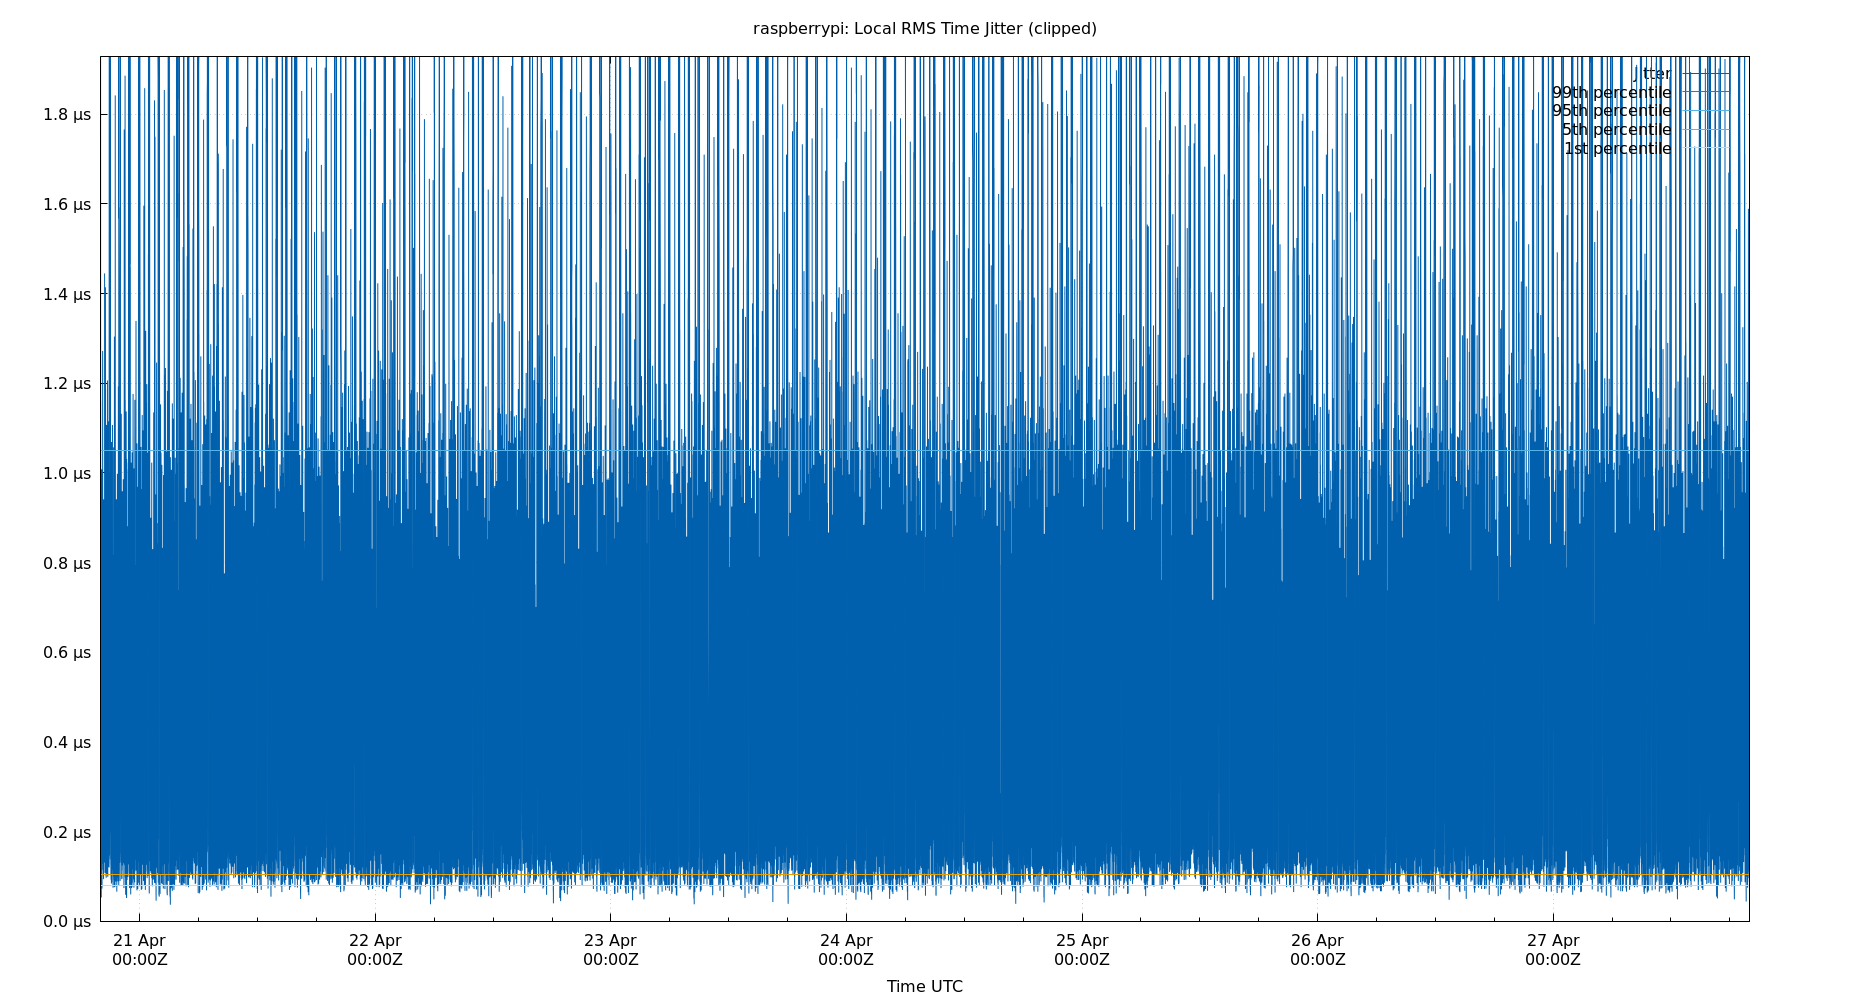 raspberrypi: Local RMS Time Jitter (clipped)
Jitter
99th percentile
95th percentile
5th percentile
1st percentile
1.8 µs
1.6 µs
1.4 µs
1.2 µs
1.0 µs
0.8 µs
0.6 µs
0.4 µs
0.2 µs
0.0 µs
21 Apr 22 Apr 23 Apr 24 Apr 25 Apr 26 Apr 27 Apr
00:00Z 00:00Z 00:00Z 00:00Z 00:00Z 00:00Z 00:00Z
Time UTC